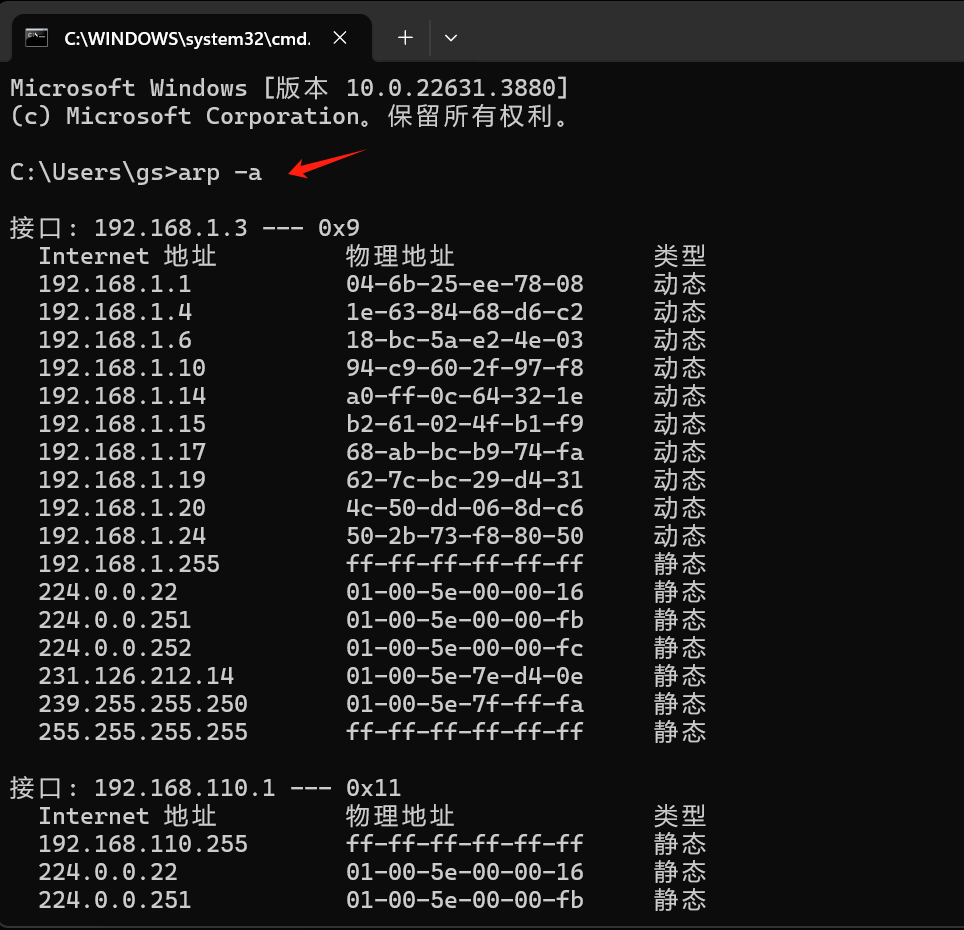 C:\WINDOWS\system32\cmd.
Microsoft Windows [版本 10.0.22631.3880]
(c) Microsoft Corporation。保留所有权利。
C:\Users\gs>arp -a
接口: 192.168.1.3 --- 0x9
Internet 地址 物理地址 类型
192.168.1.1 04-6b-25-ee-78-08 动态
192.168.1.4 1e-63-84-68-d6-c2 动态
192.168.1.6 18-bc-5a-e2-4e-03 动态
192.168.1.10 94-c9-60-2f-97-f8 动态
192.168.1.14 a0-ff-0c-64-32-1e 动态
192.168.1.15 b2-61-02-4f-b1-f9 动态
192.168.1.17 68-ab-bc-b9-74-fa 动态
192.168.1.19 62-7c-bc-29-d4-31 动态
192.168.1.20 4c-50-dd-06-8d-c6 动态
192.168.1.24 50-2b-73-f8-80-50 动态
192.168.1.255 ff-ff-ff-ff-ff-ff 静态
224.0.0.22 01-00-5e-00-00-16 静态
224.0.0.251 01-00-5e-00-00-fb 静态
224.0.0.252 01-00-5e-00-00-fc 静态
231.126.212.14 01-00-5e-7e-d4-0e 静态
239.255.255.250 01-00-5e-7f-ff-fa 静态
255.255.255.255 ff-ff-ff-ff-ff-ff 静态
接口: 192.168.110.1 --- 0x11
Internet 地址 物理地址 类型
192.168.110.255 ff-ff-ff-ff-ff-ff 静态
224.0.0.22 01-00-5e-00-00-16 静态
224.0.0.251 01-00-5e-00-00-fb 静态